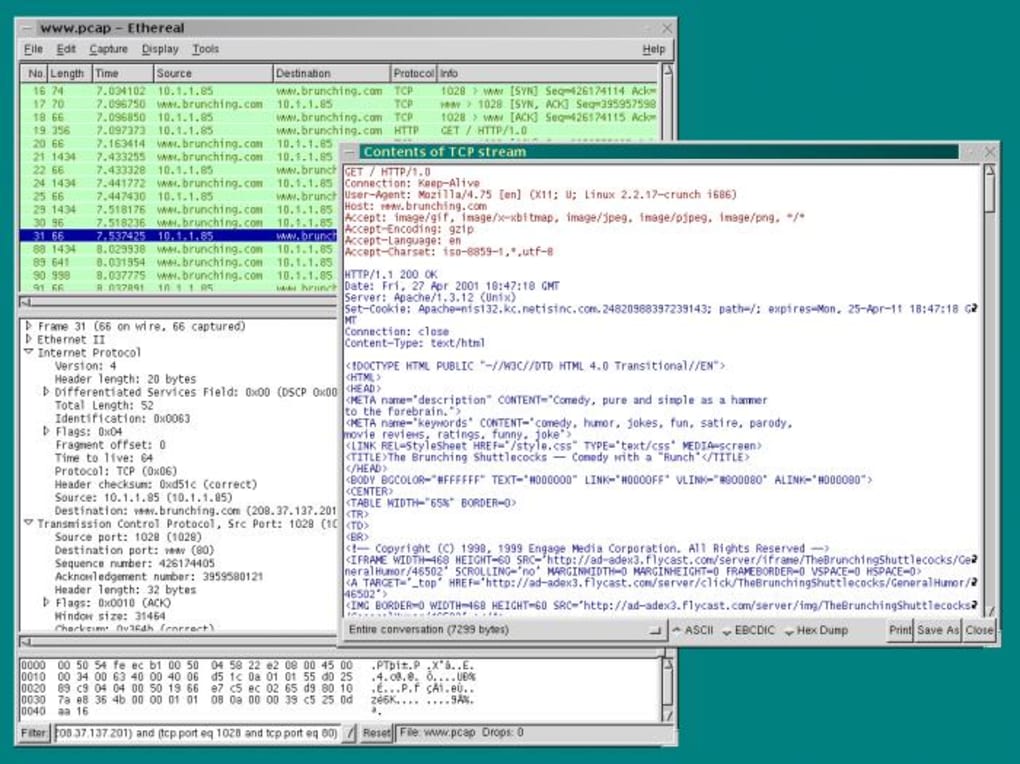 www.pcap - Ethereal
File Edit Capture Display Tools Help
No. Length Time Source Destination Protocol Info
16 74 7.034102 10.1.1.85 www.brunching.com TCP 1028 > www [SYN] Seq=426174114 Ack=
17 70 7.096750 www.brunching.com 10.1.1.85 TCP www > 1028 [SYN, ACK] Seq=395957598
18 66 7.096850 10.1.1.85 www.brunching.com TCP 1028 > www [ACK] Seq=426174115 Ack=
19 356 7.097373 10.1.1.85 www.brunching.com HTTP GET / HTTP/1.0
20 66 7.163414 www.brunching.com 10.1.1.85
21 1434 7.433255 www.brunching.com 10.1.1.85
22 66 7.433328 10.1.1.85 www.brunch
24 1434 7.441772 www.brunching.com 10.1.1.85
25 66 7.447430 10.1.1.85 www.brunch
29 1434 7.518176 www.brunching.com 10.1.1.85
30 96 7.518236 www.brunching.com 10.1.1.85
31 66 7.537425 10.1.1.85 www.brunch
88 1434 8.029938 www.brunching.com 10.1.1.85
89 641 8.031954 www.brunching.com 10.1.1.85
90 998 8.037775 www.brunching.com 10.1.1.85
91 66 8.037891 10.1.1.85 www.brunch
Frame 31 (66 on wire, 66 captured)
Ethernet II
Internet Protocol
Version: 4
Header length: 20 bytes
Differentiated Services Field: 0x00 (DSCP 0x00
Total Length: 52
Identification: 0x0063
Flags: 0x04
Fragment offset: 0
Time to live: 64
Protocol: TCP (0x06)
Header checksum: 0xd51c (correct)
Source: 10.1.1.85 (10.1.1.85)
Destination: www.brunching.com (208.37.137.201
Transmission Control Protocol, Src Port: 1028 (10
Source port: 1028 (1028)
Destination port: www (80)
Sequence number: 426174405
Acknowledgement number: 3959580121
Header length: 32 bytes
Flags: 0x0010 (ACK)
Window size: 31464
Checksum: 0x364b (correct)
0000 00 50 54 fe ec b1 00 50 04 58 22 e2 08 00 45 00
0010 00 34 00 63 40 00 40 06 d5 1c 0a 01 01 55 d0 25
0020 89 c9 04 04 00 50 19 66 e7 c5 ec 02 65 d9 80 10
0030 7a e8 36 4b 00 00 01 01 08 0a 00 00 39 c5 25 0d
0040 aa 16
Filter: (208.37.137.201) and (tcp.port eq 1028 and tcp.port eq 80) Reset File: www.pcap Drops: 0
Contents of TCP stream
GET / HTTP/1.0
Connection: Keep-Alive
User-Agent: Mozilla/4.75 [en] (X11; U; Linux 2.2.17-crunch i686)
Host: www.brunching.com
Accept: image/gif, image/x-xbitmap, image/jpeg, image/pjpeg, image/png, */*
Accept-Encoding: gzip
Accept-Language: en
Accept-Charset: iso-8859-1,*,utf-8
HTTP/1.1 200 OK
Date: Fri, 27 Apr 2001 18:47:18 GMT
Server: Apache/1.3.12 (Unix)
Set-Cookie: Apache=nis132.kc.netisinc.com.24820988397239143; path=/; expires=Mon, 25-Apr-11 18:47:18 G
MT
Connection: close
Content-Type: text/html
<!DOCTYPE HTML PUBLIC "-//W3C//DTD HTML 4.0 Transitional//EN">
<HTML>
<HEAD>
<META name="description" CONTENT="Comedy, pure and simple as a hammer
to the forebrain.">
<META name="keywords" CONTENT="comedy, humor, jokes, fun, satire, parody,
movie reviews, ratings, funny, joke">
<LINK REL=StyleSheet HREF="/style.css" TYPE="text/css" MEDIA=screen>
<TITLE>The Brunching Shuttlecocks -- Comedy with a "Runch"</TITLE>
</HEAD>
<BODY BGCOLOR="#FFFFFF" TEXT="#000000" LINK="#0000FF" VLINK="#800080" ALINK="#000080">
<CENTER>
<TABLE WIDTH="65%" BORDER=0>
<TR>
<TD>
<BR>
<!-- Copyright (C) 1998, 1999 Engage Media Corporation. All Rights Reserved -->
<IFRAME WIDTH=468 HEIGHT=60 SRC="http://ad-adex3.flycast.com/server/iframe/TheBrunchingShuttlecocks/Ge
neralHumor/46502" SCROLLING="no" MARGINWIDTH=0 MARGINHEIGHT=0 FRAMEBORDER=0 VSPACE=0 HSPACE=0>
<A TARGET="_top" HREF="http://ad-adex3.flycast.com/server/click/TheBrunchingShuttlecocks/GeneralHumor/
46502">
<IMG BORDER=0 WIDTH=468 HEIGHT=60 SRC="http://ad-adex3.flycast.com/server/img/TheBrunchingShuttlecocks
Entire conversation (7299 bytes) ASCII EBCDIC Hex Dump Print Save As Close